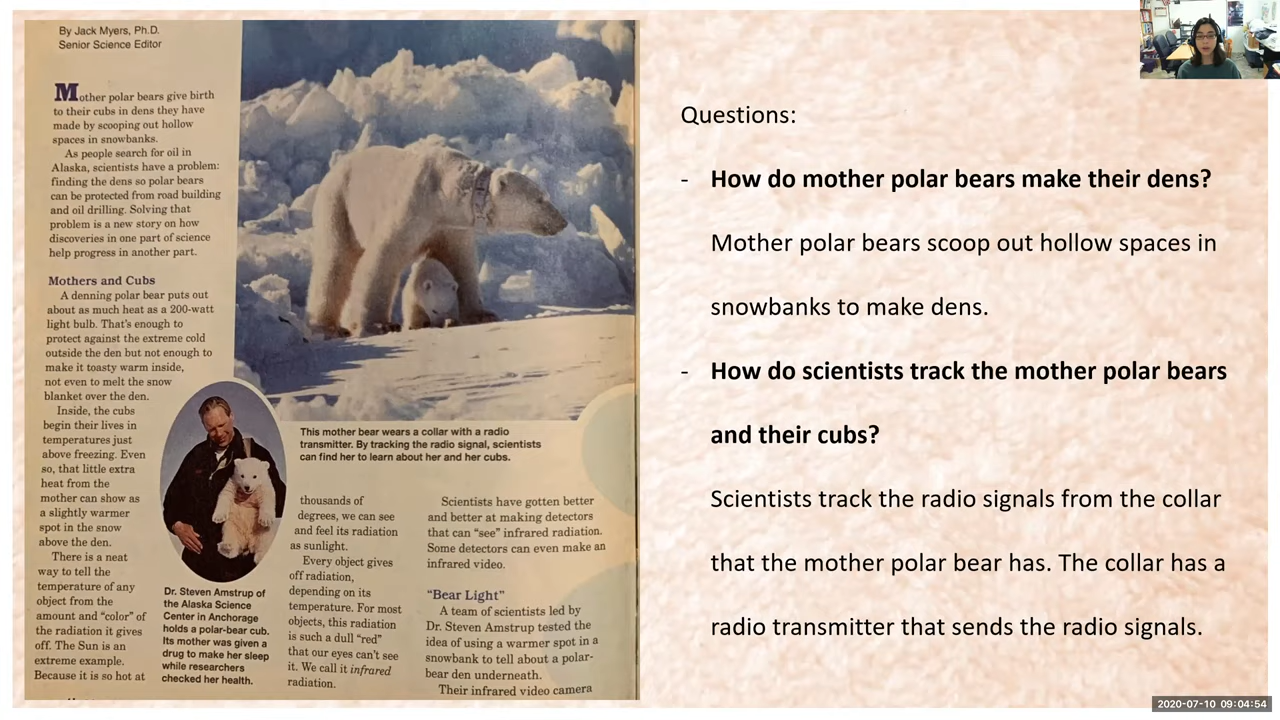 By Jack Myers, Ph.D.
Senior Science Editor
Mother polar bears give birth
to their cubs in dens they have
made by scooping out hollow
spaces in snowbanks.
As people search for oil in
Alaska, scientists have a problem:
finding the dens so polar bears
can be protected from road building
and oil drilling. Solving that
problem is a new story on how
discoveries in one part of science
help progress in another part.
Mothers and Cubs
A denning polar bear puts out
about as much heat as a 200-watt
light bulb. That's enough to
protect against the extreme cold
outside the den but not enough to
make it toasty warm inside,
not even to melt the snow
blanket over the den.
Inside, the cubs
begin their lives in
temperatures just
above freezing. Even
so, that little extra
heat from the
mother can show as
a slightly warmer
spot in the snow
above the den.
There is a neat
way to tell the
temperature of any
object from the
amount and "color" of
the radiation it gives
off. The Sun is an
extreme example.
Because it is so hot at
This mother bear wears a collar with a radio
transmitter. By tracking the radio signal, scientists
can find her to learn about her and her cubs.
Dr. Steven Amstrup of
the Alaska Science
Center in Anchorage
holds a polar-bear cub.
Its mother was given a
drug to make her sleep
while researchers
checked her health.
thousands of
degrees, we can see
and feel its radiation
as sunlight.
Every object gives
off radiation,
depending on its
temperature. For most
objects, this radiation
is such a dull "red"
that our eyes can't see
it. We call it infrared
radiation.
Scientists have gotten better
and better at making detectors
that can "see" infrared radiation.
Some detectors can even make an
infrared video.
"Bear Light"
A team of scientists led by
Dr. Steven Amstrup tested the
idea of using a warmer spot in a
snowbank to tell about a polar-
bear den underneath.
Their infrared video camera
Questions:
- How do mother polar bears make their dens?
Mother polar bears scoop out hollow spaces in
snowbanks to make dens.
- How do scientists track the mother polar bears
and their cubs?
Scientists track the radio signals from the collar
that the mother polar bear has. The collar has a
radio transmitter that sends the radio signals.
2020-07-10 09:04:54